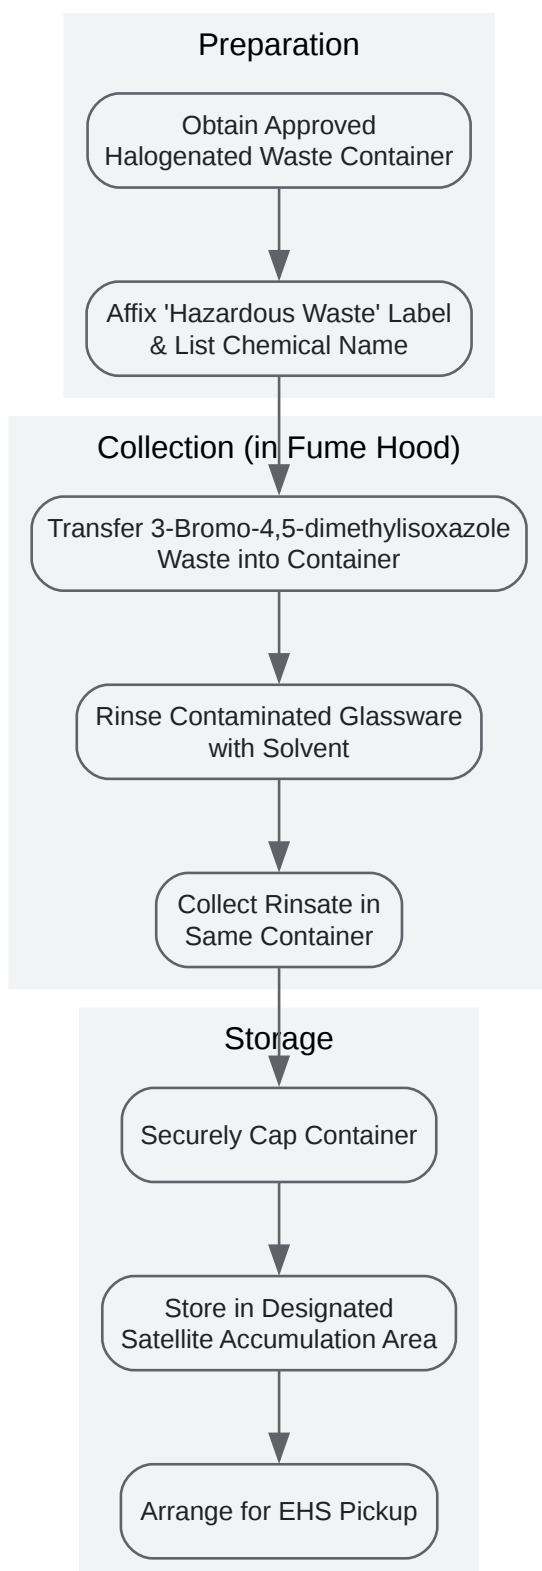 Preparation
Obtain Approved
Halogenated Waste Container
Affix 'Hazardous Waste' Label
& List Chemical Name
Collection (in Fume Hood)
Transfer 3-Bromo-4,5-dimethylisoxazole
Waste into Container
Rinse Contaminated Glassware
with Solvent
Collect Rinsate in
Same Container
Storage
Securely Cap Container
Store in Designated
Satellite Accumulation Area
Arrange for EHS Pickup